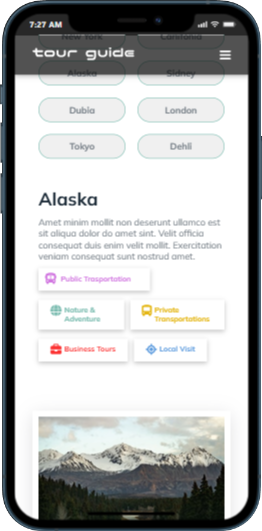 7:27 AM
New York California
tour guide
Alaska Sidney
Dubia London
Tokyo Dehli
Alaska
Amet minim mollit non deserunt ullamco est
sit aliqua dolor do amet sint. Velit officia
consequat duis enim velit mollit. Exercitation
veniam consequat sunt nostrud amet.
Public Trasportation
Nature &
Adventure
Private
Transportations
Business Tours
Local Visit